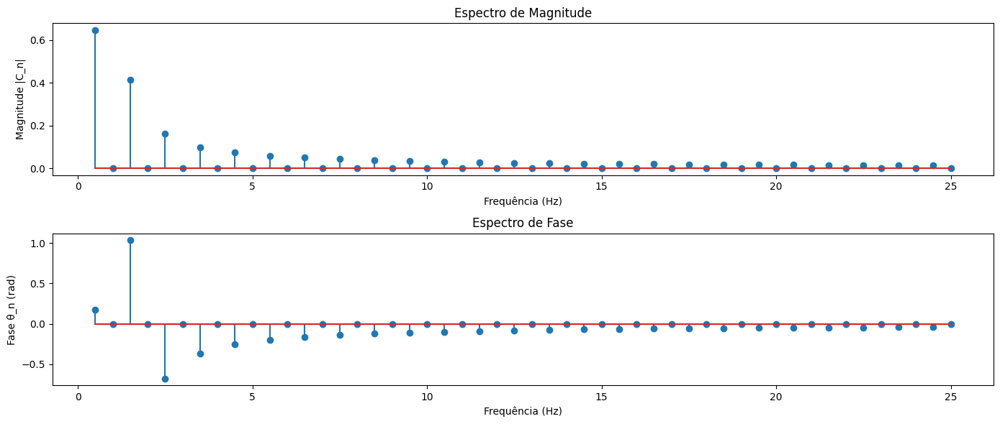 Espectro de Magnitude
Magnitude |C_n|
0.6
0.4
0.2
0.0
0 5 10 15 20 25
Frequência (Hz)
Espectro de Fase
Fase θ_n (rad)
1.0
0.5
0.0
−0.5
0 5 10 15 20 25
Frequência (Hz)